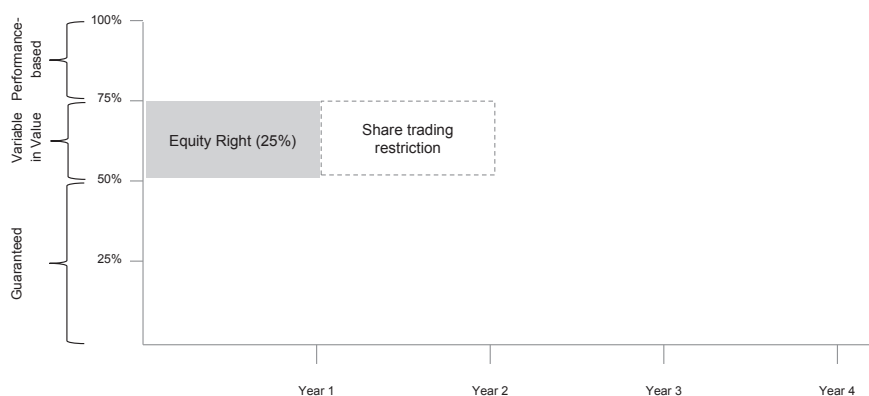 Performance-
based
Variable
in Value
Guaranteed
100%
75%
50%
25%
Equity Right (25%)
Share trading
restriction
Year 1
Year 2
Year 3
Year 4